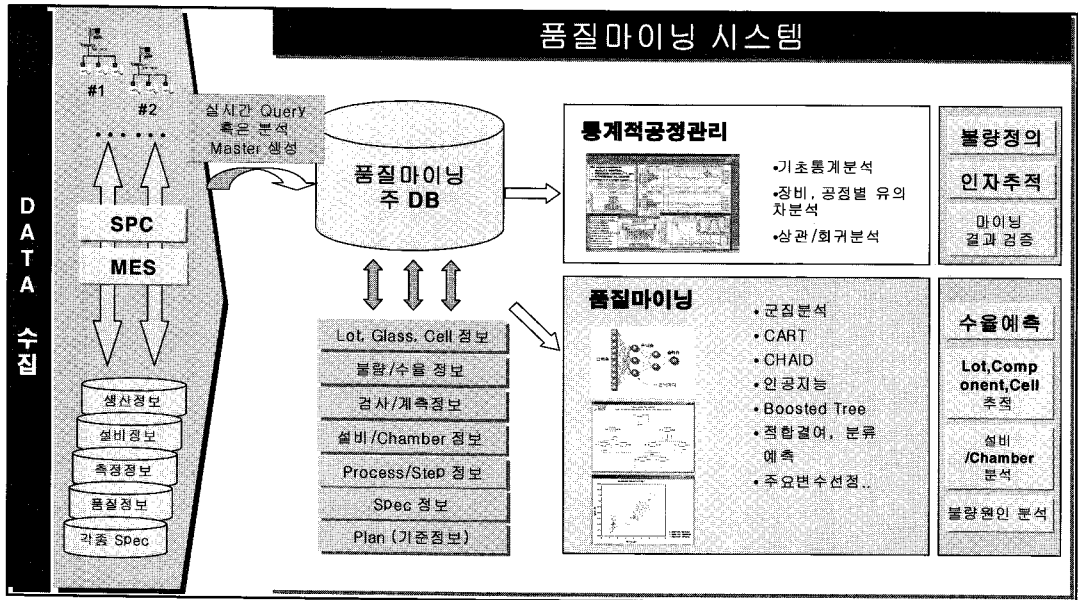 품질마이닝 시스템
DATA 수집
#1
#2
SPC
MES
생산정보
설비정보
측정정보
품질정보
각종 Spec
실시간 Query
혹은 분석
Master 생성
품질마이닝
주 DB
Lot, Glass, Cell 정보
불량/수율 정보
검사/계측정보
설비/Chamber 정보
Process/Step 정보
Spec 정보
Plan (기준정보)
통계적공정관리
•기초통계분석
•장비, 공정별 유의
차분석
•상관/회귀분석
품질마이닝
• 군집분석
• CART
• CHAID
• 인공지능
• Boosted Tree
• 적합결여, 분류
예측
• 주요변수선정..
불량정의
인자추적
마이닝
결과 검증
수율예측
Lot,Comp
onent,Cell
추적
설비
/Chamber
분석
불량원인 분석